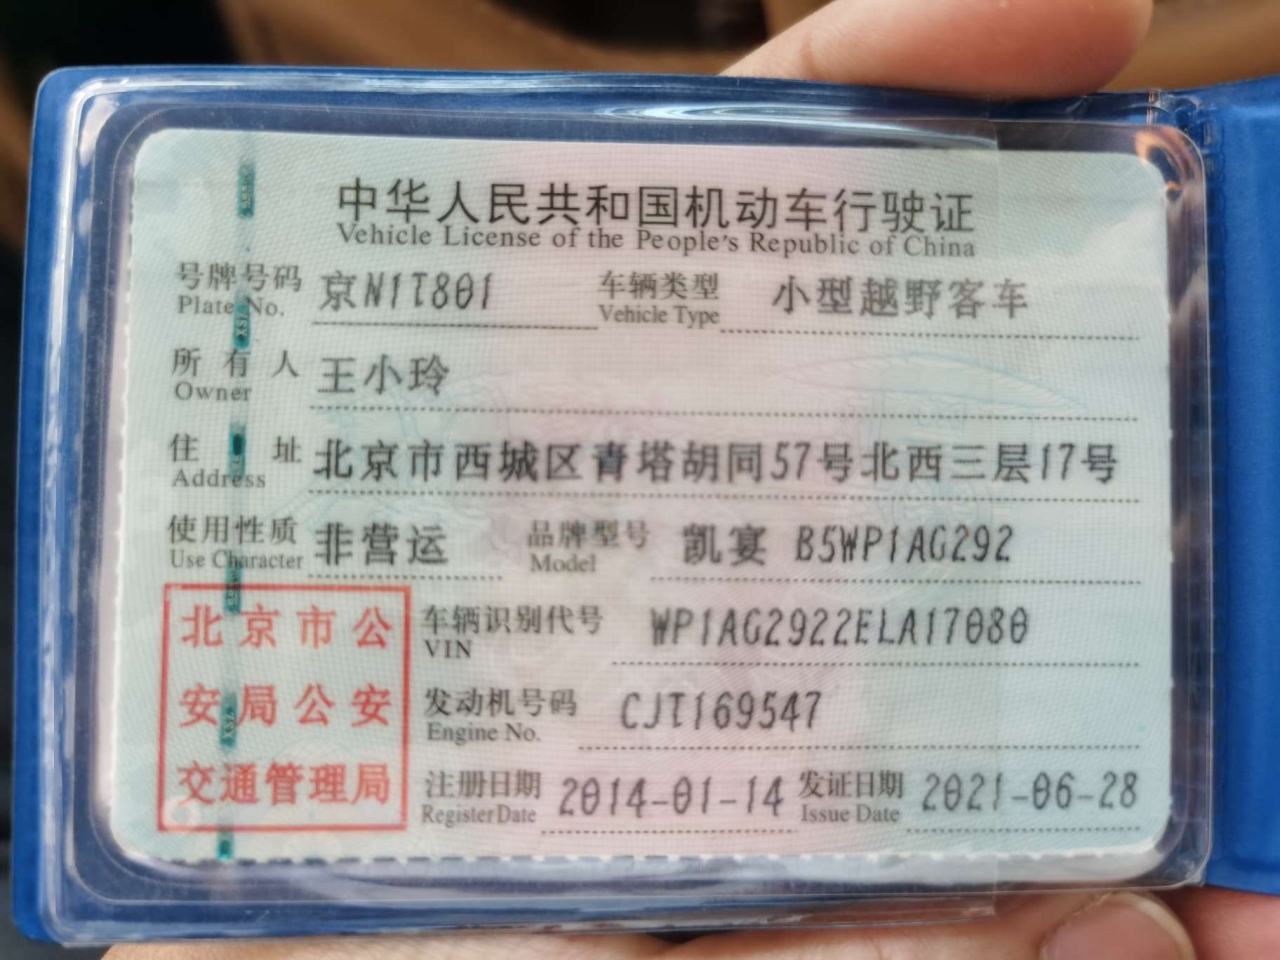 中华人民共和国机动车行驶证
Vehicle License of the People's Republic of China
号牌号码 京N1T801 车辆类型 小型越野客车
Plate No. Vehicle Type
所有人 王小玲
Owner
住址 北京市西城区青塔胡同57号北西三层17号
Address
使用性质 非营运 品牌型号 凯宴 B5WP1AG292
Use Character Model
北京市公
安局公安
交通管理局
车辆识别代号 WP1AG2922ELA17080
VIN
发动机号码 CJT169547
Engine No.
注册日期 2014-01-14 发证日期 2021-06-28
Register Date Issue Date